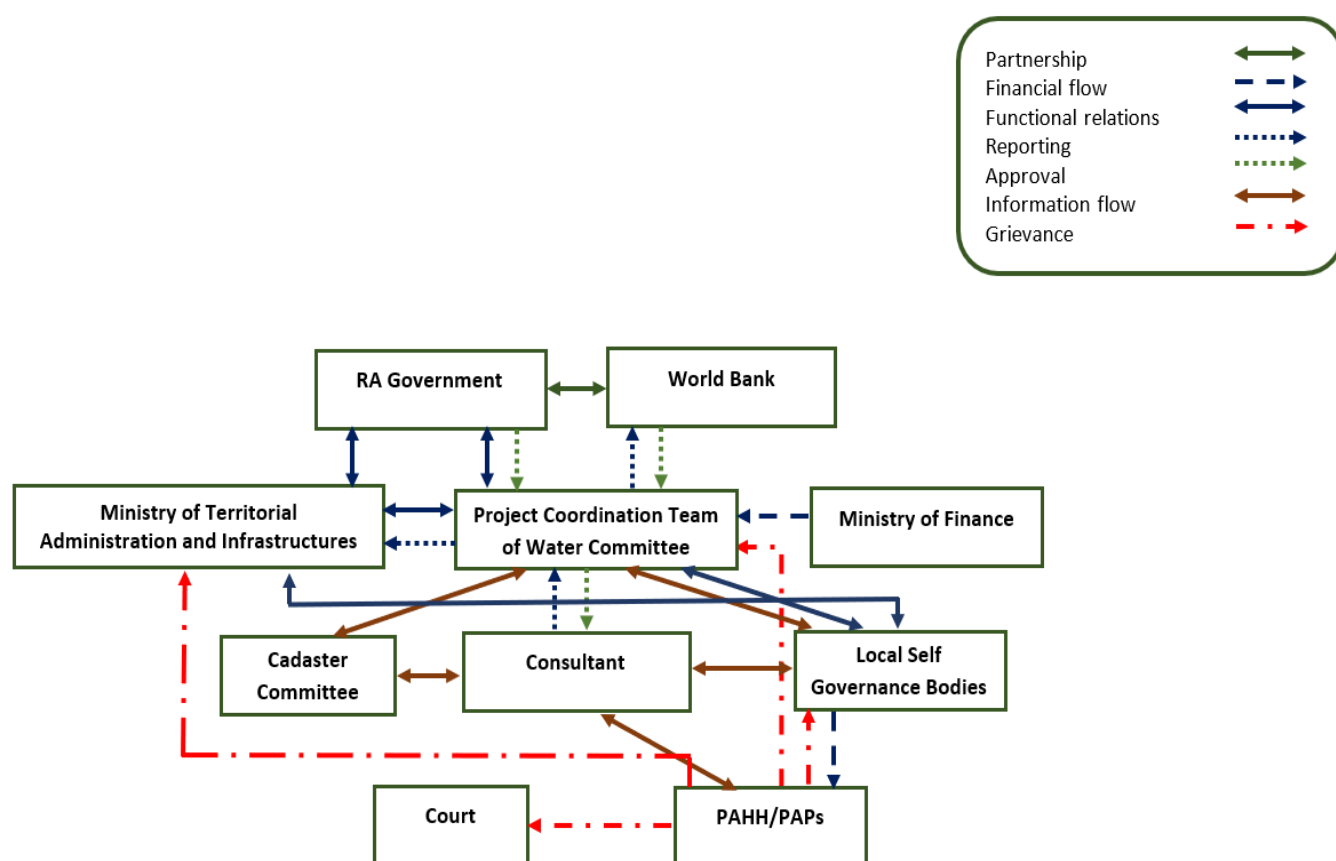 Partnership
Financial flow
Functional relations
Reporting
Approval
Information flow
Grievance
RA Government
World Bank
Ministry of Territorial
Administration and Infrastructures
Project Coordination Team
of Water Committee
Ministry of Finance
Cadaster
Committee
Consultant
Local Self
Governance Bodies
Court
PAHH/PAPs